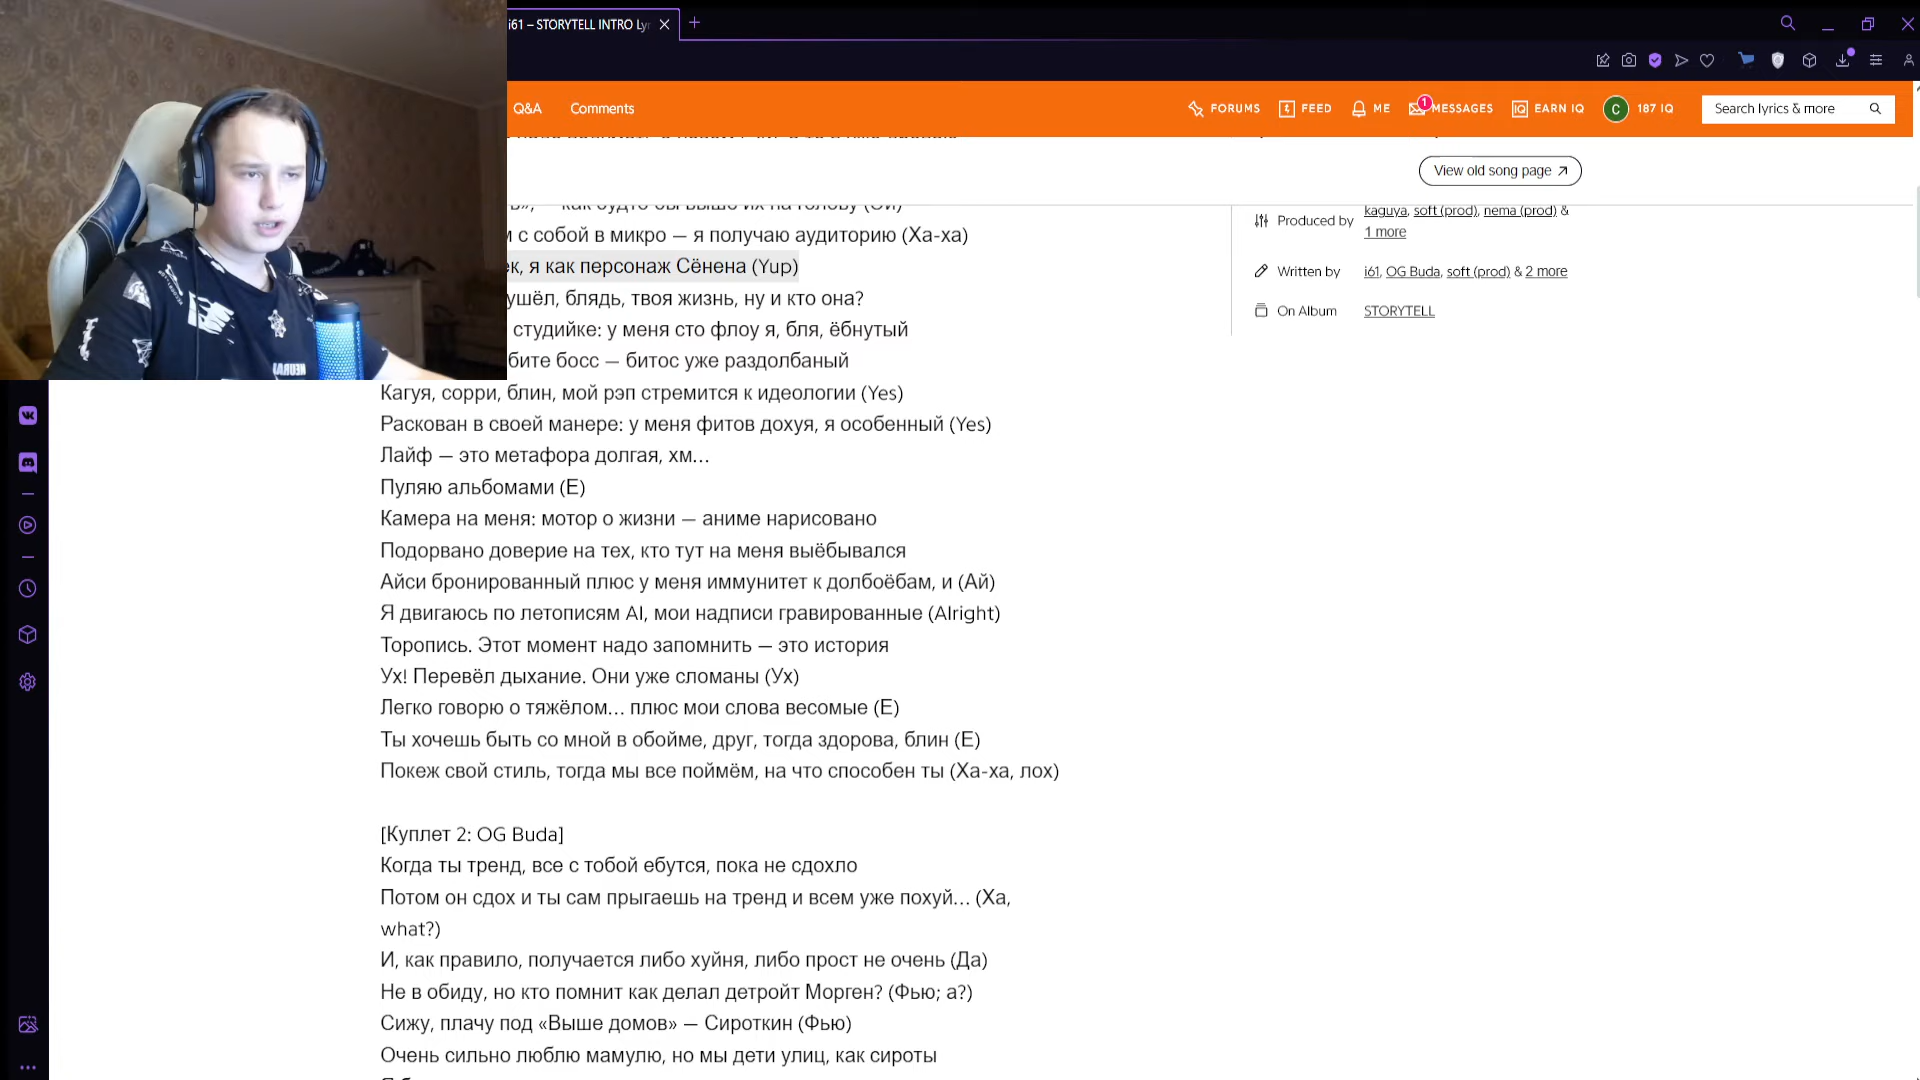 i61 – STORYTELL INTRO Ly
Q&A
Comments
FORUMS
FEED
ME
1
MESSAGES
EARN IQ
C
187 IQ
Search lyrics & more
View old song page
как будто бы выше их на голову (Ой)
с собой в микро — я получаю аудиторию (Ха-ха)
я как персонаж Сёнена (Yup)
ушёл, блядь, твоя жизнь, ну и кто она?
студийке: у меня сто флоу я, бля, ёбнутый
бите босс — битос уже раздолбаный
Кагуя, сорри, блин, мой рэп стремится к идеологии (Yes)
Раскован в своей манере: у меня фитов дохуя, я особенный (Yes)
Лайф — это метафора долгая, хм…
Пуляю альбомами (Е)
Камера на меня: мотор о жизни — аниме нарисовано
Подорвано доверие на тех, кто тут на меня выёбывался
Айси бронированный плюс у меня иммунитет к долбоёбам, и (Ай)
Я двигаюсь по летописям AI, мои надписи гравированные (Alright)
Торопись. Этот момент надо запомнить — это история
Ух! Перевёл дыхание. Они уже сломаны (Ух)
Легко говорю о тяжёлом… плюс мои слова весомые (Е)
Ты хочешь быть со мной в обойме, друг, тогда здорова, блин (Е)
Покеж свой стиль, тогда мы все поймём, на что способен ты (Ха-ха, лох)
[Куплет 2: OG Buda]
Когда ты тренд, все с тобой ебутся, пока не сдохло
Потом он сдох и ты сам прыгаешь на тренд и всем уже похуй… (Ха,
what?)
И, как правило, получается либо хуйня, либо прост не очень (Да)
Не в обиду, но кто помнит как делал детройт Морген? (Фью; а?)
Сижу, плачу под «Выше домов» — Сироткин (Фью)
Очень сильно люблю мамулю, но мы дети улиц, как сироты
Produced by
kaguya, soft (prod), nema (prod) &
1 more
Written by
i61, OG Buda, soft (prod) & 2 more
On Album
STORYTELL